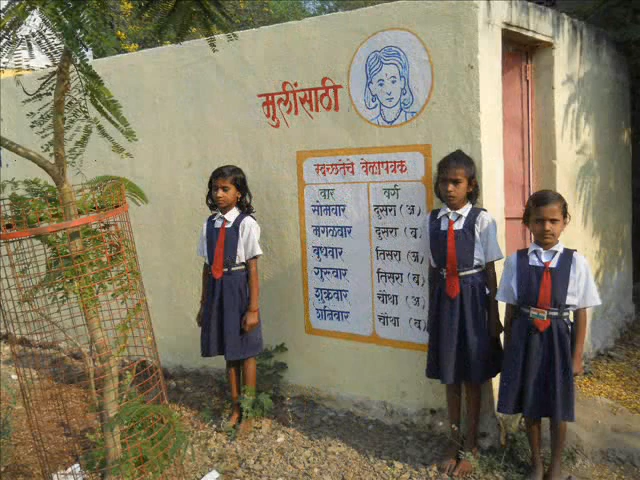 मुलींसाठी
स्वच्छतेचे वेळापत्रक
वार वर्ग
सोमवार दुसरा (अ)
मंगळवार दुसरा (ब)
बुधवार तिसरा (अ)
गुरूवार तिसरा (ब)
शुक्रवार चौथा (अ)
शनिवार चौथा (ब)